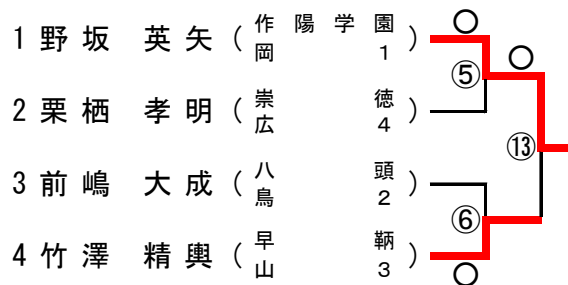 1 野坂 英矢 ( 作陽学園 岡1 ) ○
⑤ ○
2 栗栖 孝明 ( 崇徳 広4 )
⑬
3 前嶋 大成 ( 八頭 鳥2 )
⑥
4 竹澤 精輿 ( 早鞆 山3 ) ○